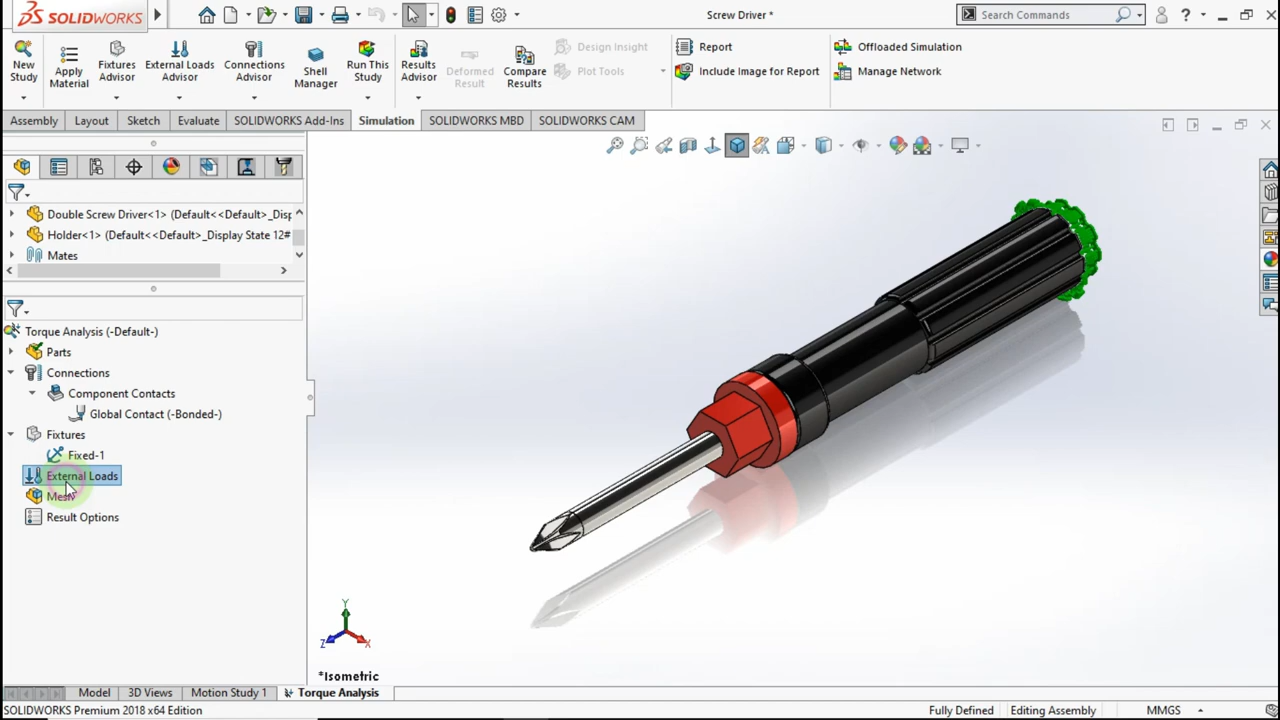 SOLIDWORKS
Screw Driver *
Search Commands
?
New Study
Apply Material
Fixtures Advisor
External Loads Advisor
Connections Advisor
Shell Manager
Run This Study
Results Advisor
Deformed Result
Compare Results
Design Insight
Plot Tools
Report
Include Image for Report
Offloaded Simulation
Manage Network
Assembly Layout Sketch Evaluate SOLIDWORKS Add-Ins Simulation SOLIDWORKS MBD SOLIDWORKS CAM
Double Screw Driver<1> (Default<<Default>_Disp
Holder<1> (Default<<Default>_Display State 12#
Mates
Torque Analysis (-Default-)
Parts
Connections
Component Contacts
Global Contact (-Bonded-)
Fixtures
Fixed-1
External Loads
Mesh
Result Options
Y
Z
X
*Isometric
Model 3D Views Motion Study 1 Torque Analysis
SOLIDWORKS Premium 2018 x64 Edition
Fully Defined Editing Assembly MMGS